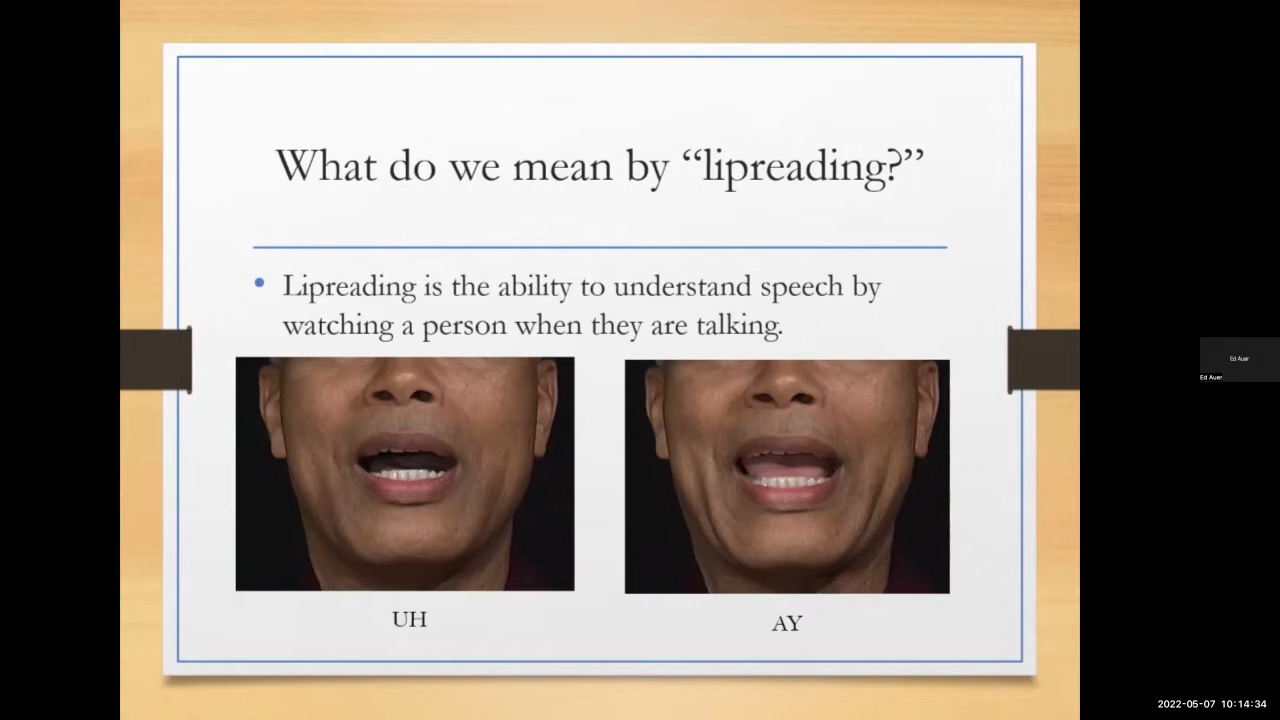 What do we mean by “lipreading?”
• Lipreading is the ability to understand speech by
watching a person when they are talking.
UH
AY
Ed Auer
Ed Auer
2022-05-07 10:14:34